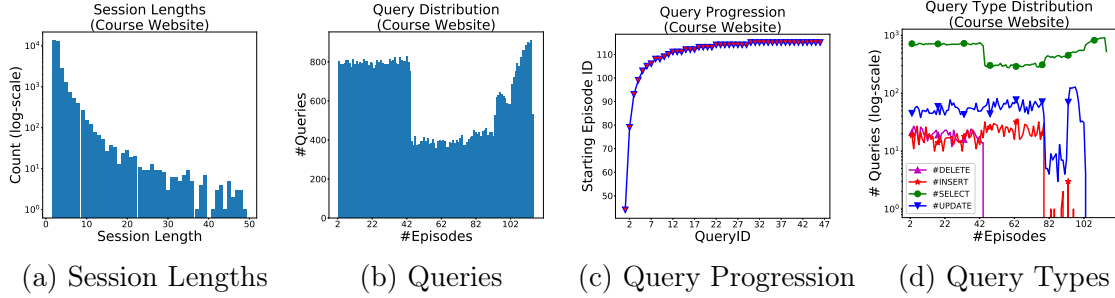 Session Lengths
(Course Website)
Count (log-scale)
10^4
10^3
10^2
10^1
10^0
0 10 20 30 40 50
Session Length
(a) Session Lengths
Query Distribution
(Course Website)
#Queries
800
600
400
200
0
2 22 42 62 82 102
#Episodes
(b) Queries
Query Progression
(Course Website)
Starting Episode ID
110
100
90
80
70
60
50
2 7 12 17 22 27 32 37 42 47
QueryID
(c) Query Progression
Query Type Distribution
(Course Website)
# Queries (log-scale)
10^3
10^2
10^1
10^0
#DELETE
#INSERT
#SELECT
#UPDATE
2 22 42 62 82 102
#Episodes
(d) Query Types